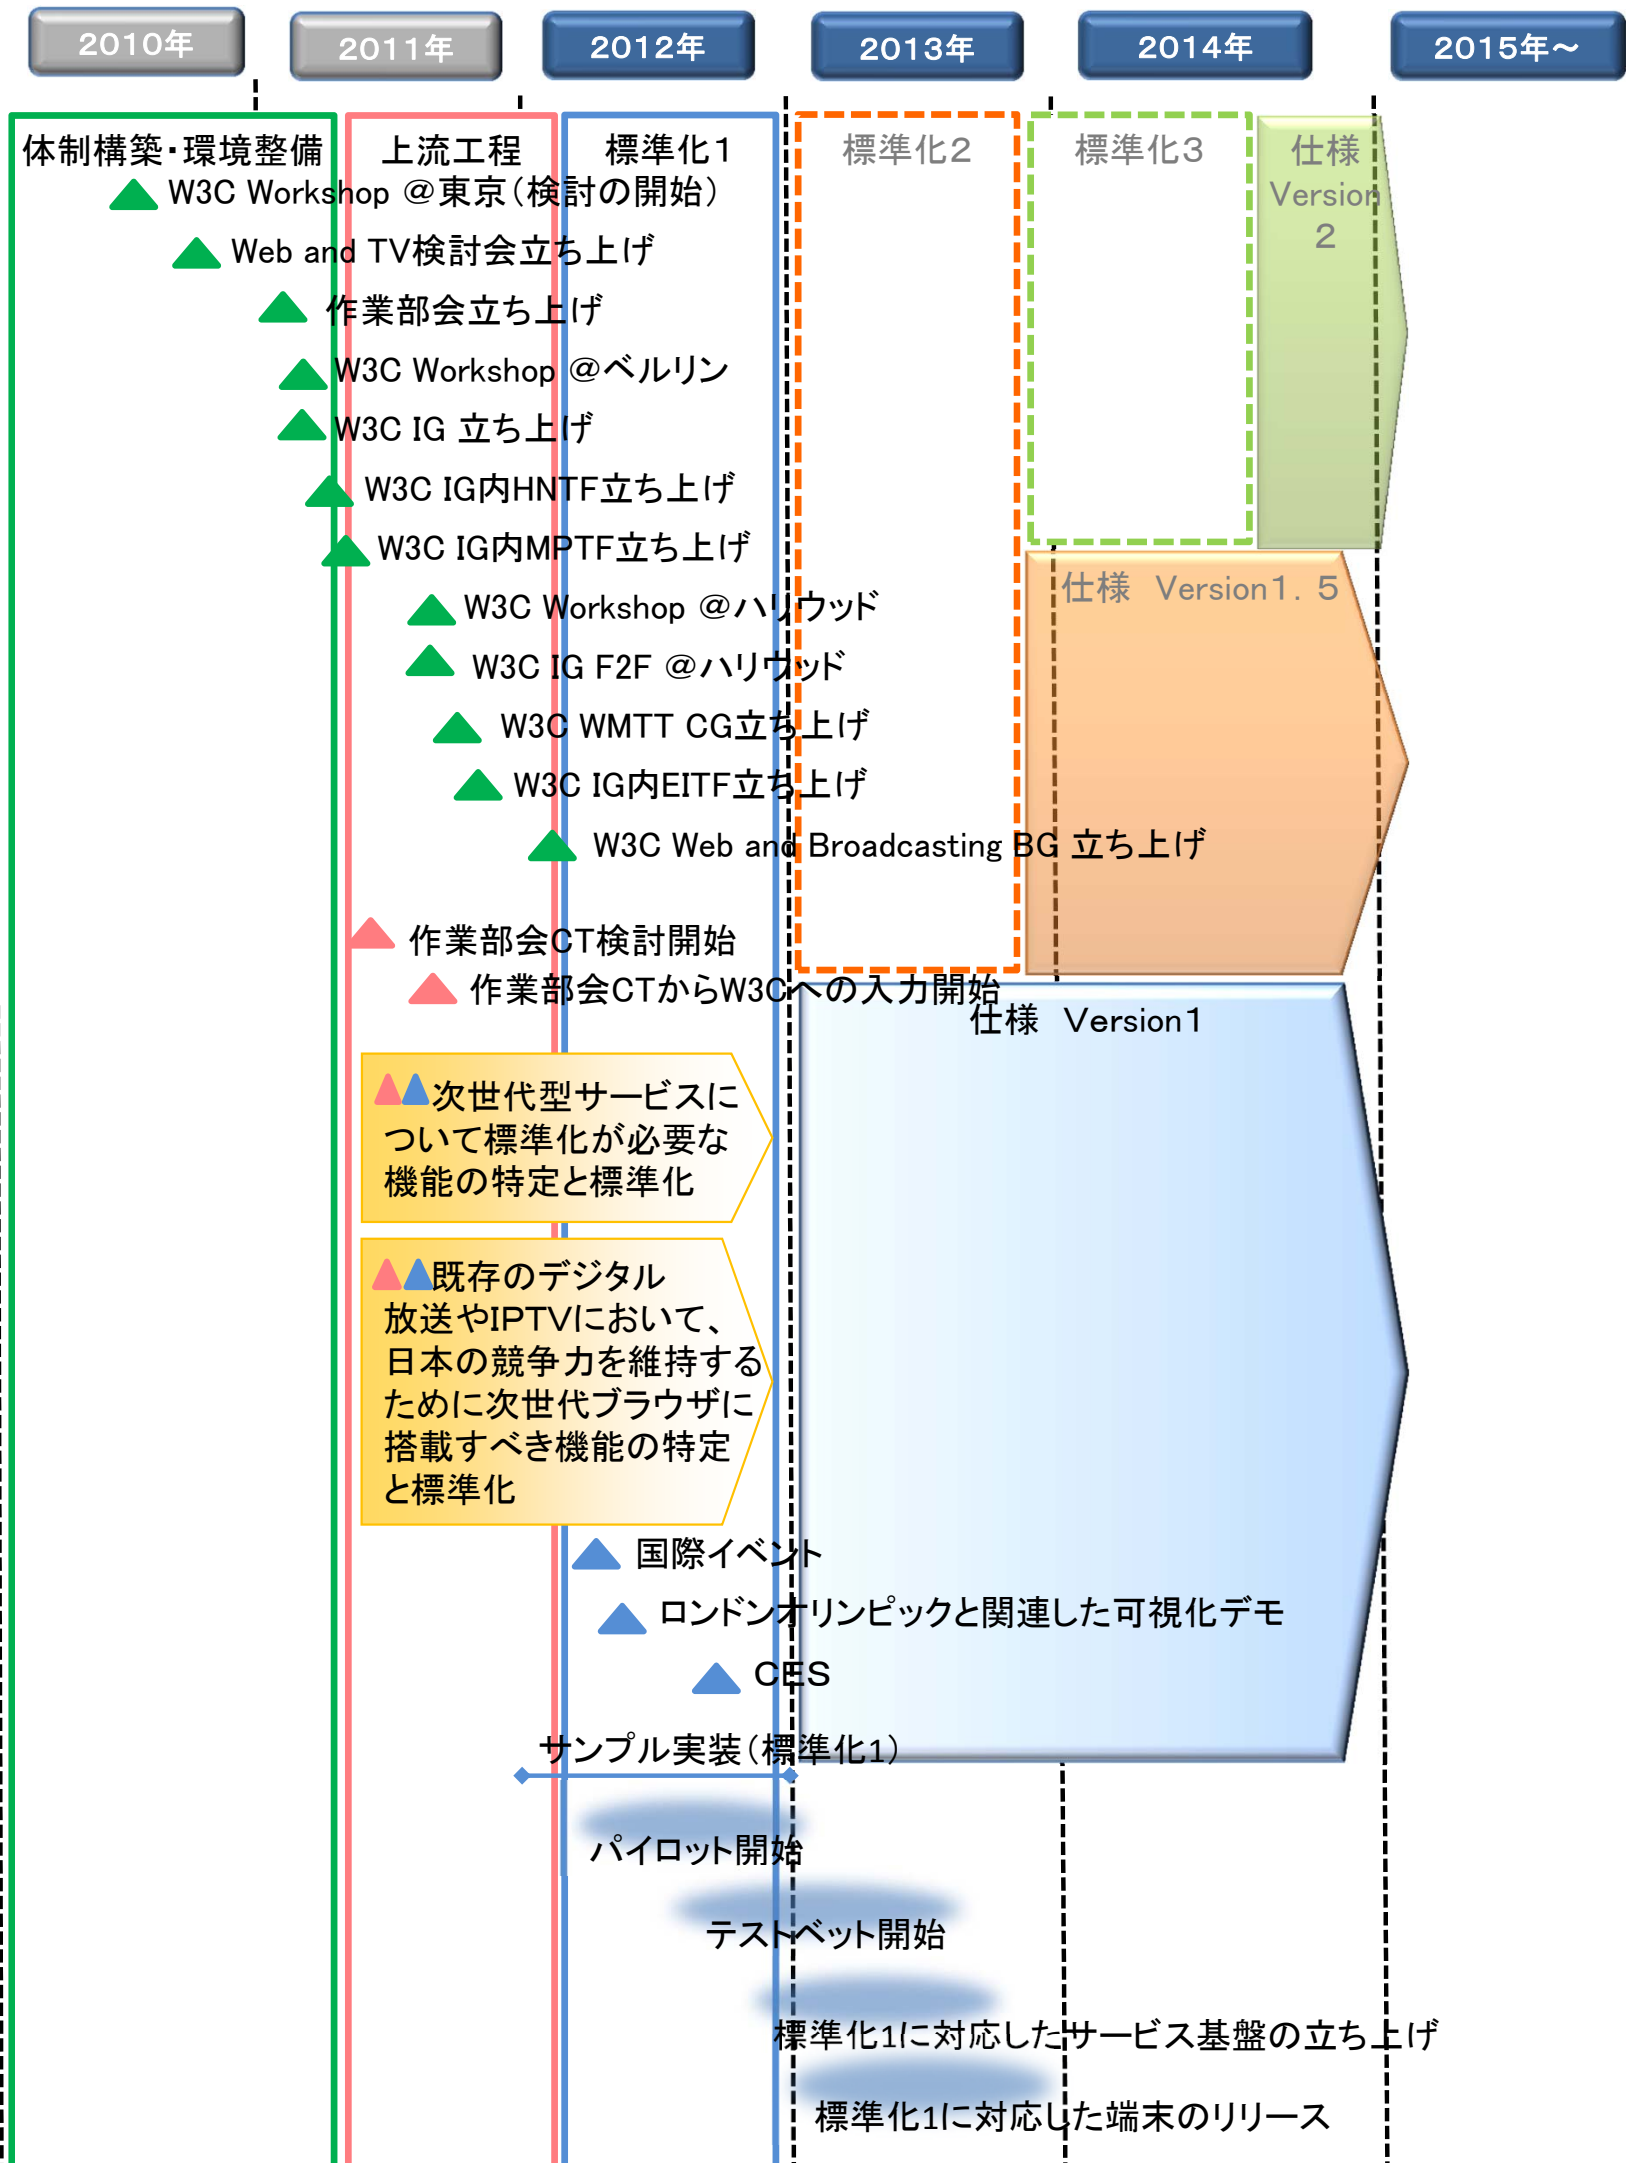 2010年
2011年
2012年
2013年
2014年
2015年～
体制構築・環境整備
上流工程
標準化1
標準化2
標準化3
仕様
Version
2
W3C Workshop ＠東京（検討の開始）
Web and TV検討会立ち上げ
作業部会立ち上げ
W3C Workshop ＠ベルリン
W3C IG 立ち上げ
W3C IG内HNTF立ち上げ
W3C IG内MPTF立ち上げ
仕様　Version1．5
W3C Workshop ＠ハリウッド
W3C IG F2F ＠ハリウッド
W3C WMTT CG立ち上げ
W3C IG内EITF立ち上げ
W3C Web and Broadcasting BG 立ち上げ
作業部会CT検討開始
作業部会CTからW3Cへの入力開始
仕様　Version1
次世代型サービスに
ついて標準化が必要な
機能の特定と標準化
既存のデジタル
放送やIPTVにおいて、
日本の競争力を維持する
ために次世代ブラウザに
搭載すべき機能の特定
と標準化
国際イベント
ロンドンオリンピックと関連した可視化デモ
CES
サンプル実装（標準化1）
パイロット開始
テストベット開始
標準化1に対応したサービス基盤の立ち上げ
標準化1に対応した端末のリリース